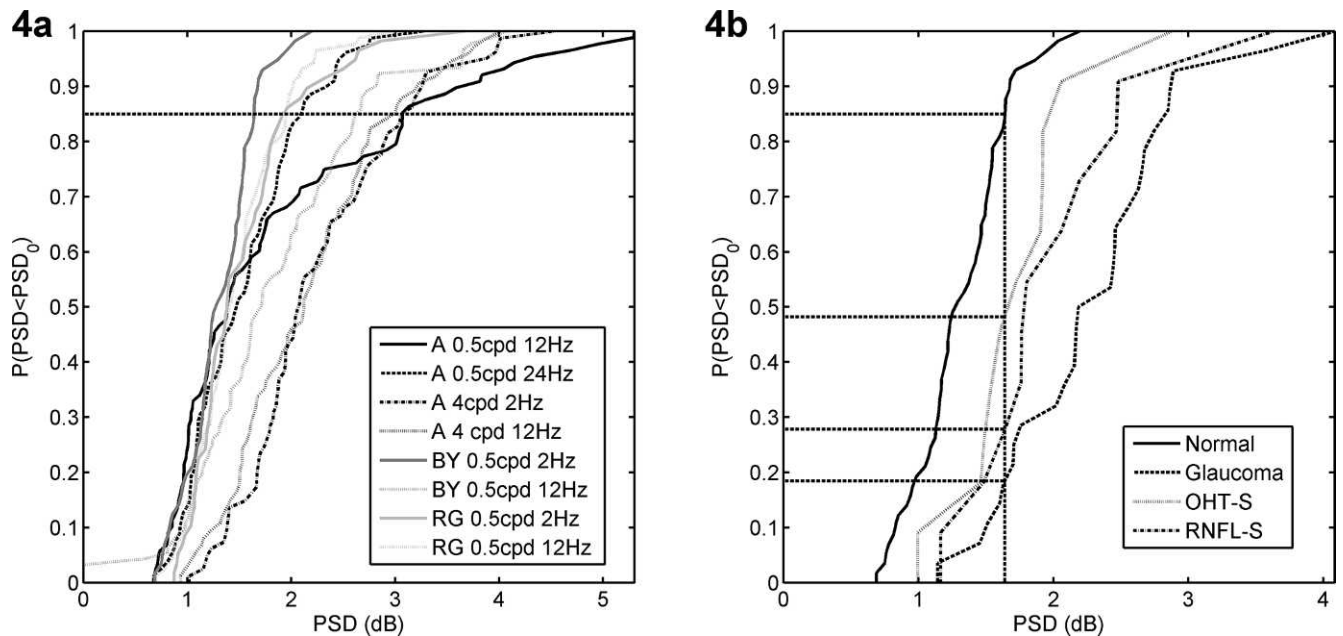 4a
P(PSD<PSD0)
1
0.9
0.8
0.7
0.6
0.5
0.4
0.3
0.2
0.1
0
0 1 2 3 4 5
PSD (dB)
A 0.5cpd 12Hz
A 0.5cpd 24Hz
A 4cpd 2Hz
A 4 cpd 12Hz
BY 0.5cpd 2Hz
BY 0.5cpd 12Hz
RG 0.5cpd 2Hz
RG 0.5cpd 12Hz
4b
P(PSD<PSD0)
1
0.9
0.8
0.7
0.6
0.5
0.4
0.3
0.2
0.1
0
1 2 3 4
PSD (dB)
Normal
Glaucoma
OHT-S
RNFL-S